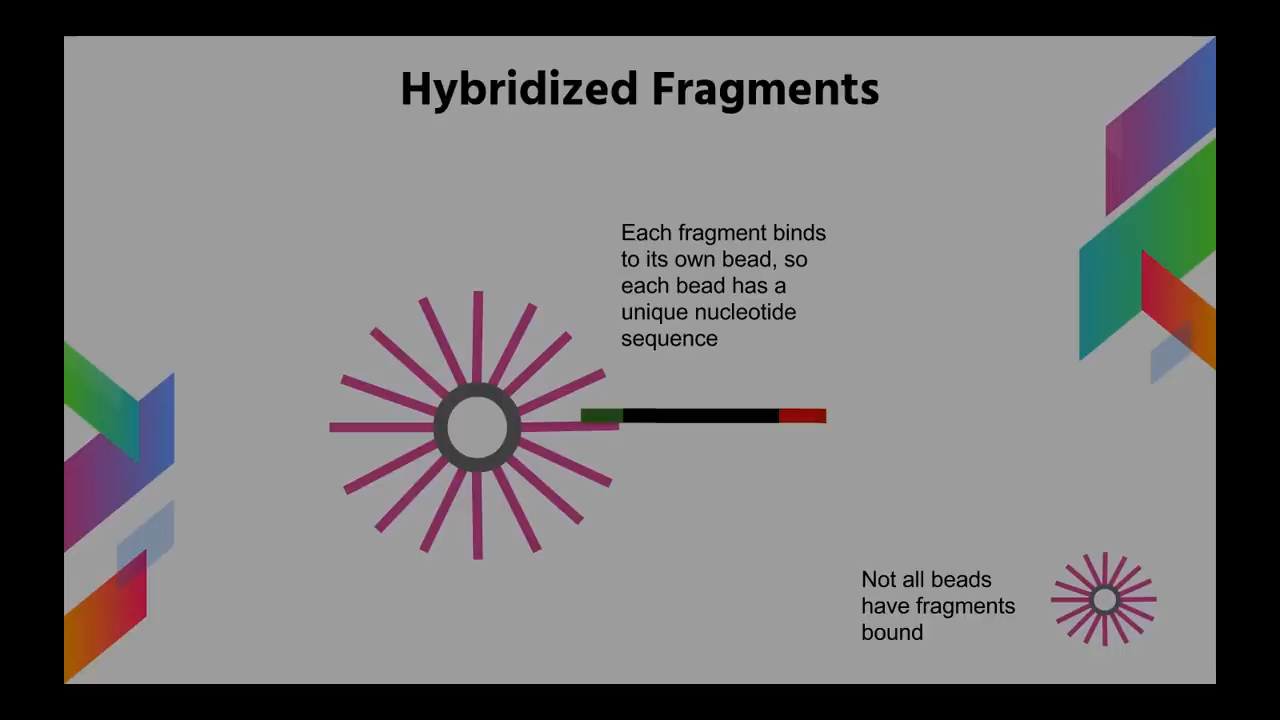 Hybridized Fragments
Each fragment binds
to its own bead, so
each bead has a
unique nucleotide
sequence
Not all beads
have fragments
bound